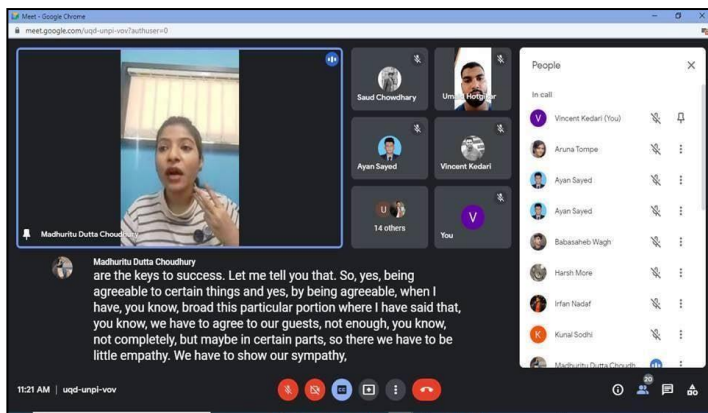 Meet - Google Chrome
meet.google.com/uqd-unpi-vov?authuser=0
Madhuritu Dutta Choudhury
Saud Chowdhary
Ayan Sayed
Vincent Kedari
U
14 others
V
You
People
In call
V Vincent Kedari (You)
Aruna Tompe
Ayan Sayed
Ayan Sayed
Babasaheb Wagh
Harsh More
Irfan Nadaf
K Kunal Sodhi
Madhuritu Dutta Choudh
Madhuritu Dutta Choudhury
are the keys to success. Let me tell you that. So, yes, being
agreeable to certain things and yes, by being agreeable, when I
have, you know, broad this particular portion where I have said that,
you know, we have to agree to our guests, not enough, you know,
not completely, but maybe in certain parts, so there we have to be
little empathy. We have to show our sympathy,
11:21 AM | uqd-unpi-vov
20